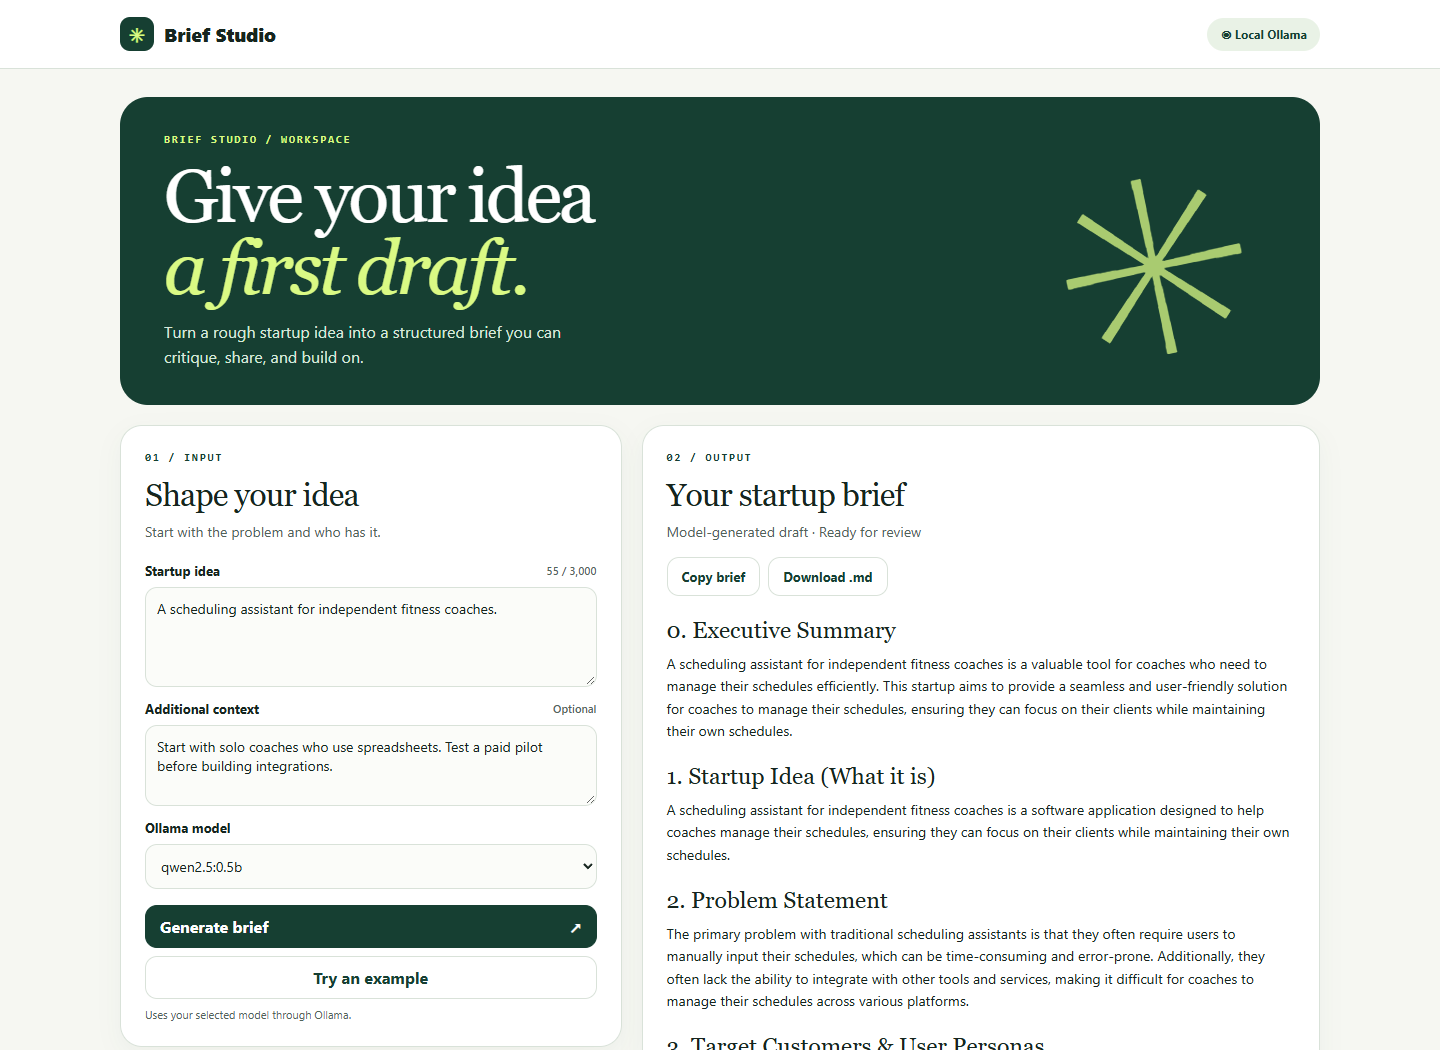 Brief Studio
Local Ollama
BRIEF STUDIO / WORKSPACE
Give your idea
a first draft.
Turn a rough startup idea into a structured brief you can
critique, share, and build on.
01 / INPUT
Shape your idea
Start with the problem and who has it.
Startup idea
55 / 3,000
A scheduling assistant for independent fitness coaches.
Additional context
Optional
Start with solo coaches who use spreadsheets. Test a paid pilot
before building integrations.
Ollama model
qwen2.5:0.5b
Generate brief
Try an example
Uses your selected model through Ollama.
02 / OUTPUT
Your startup brief
Model-generated draft · Ready for review
Copy brief
Download .md
0. Executive Summary
A scheduling assistant for independent fitness coaches is a valuable tool for coaches who need to
manage their schedules efficiently. This startup aims to provide a seamless and user-friendly solution
for coaches to manage their schedules, ensuring they can focus on their clients while maintaining
their own schedules.
1. Startup Idea (What it is)
A scheduling assistant for independent fitness coaches is a software application designed to help
coaches manage their schedules, ensuring they can focus on their clients while maintaining their own
schedules.
2. Problem Statement
The primary problem with traditional scheduling assistants is that they often require users to
manually input their schedules, which can be time-consuming and error-prone. Additionally, they
often lack the ability to integrate with other tools and services, making it difficult for coaches to
manage their schedules across various platforms.
3. Target Customers & User Personas